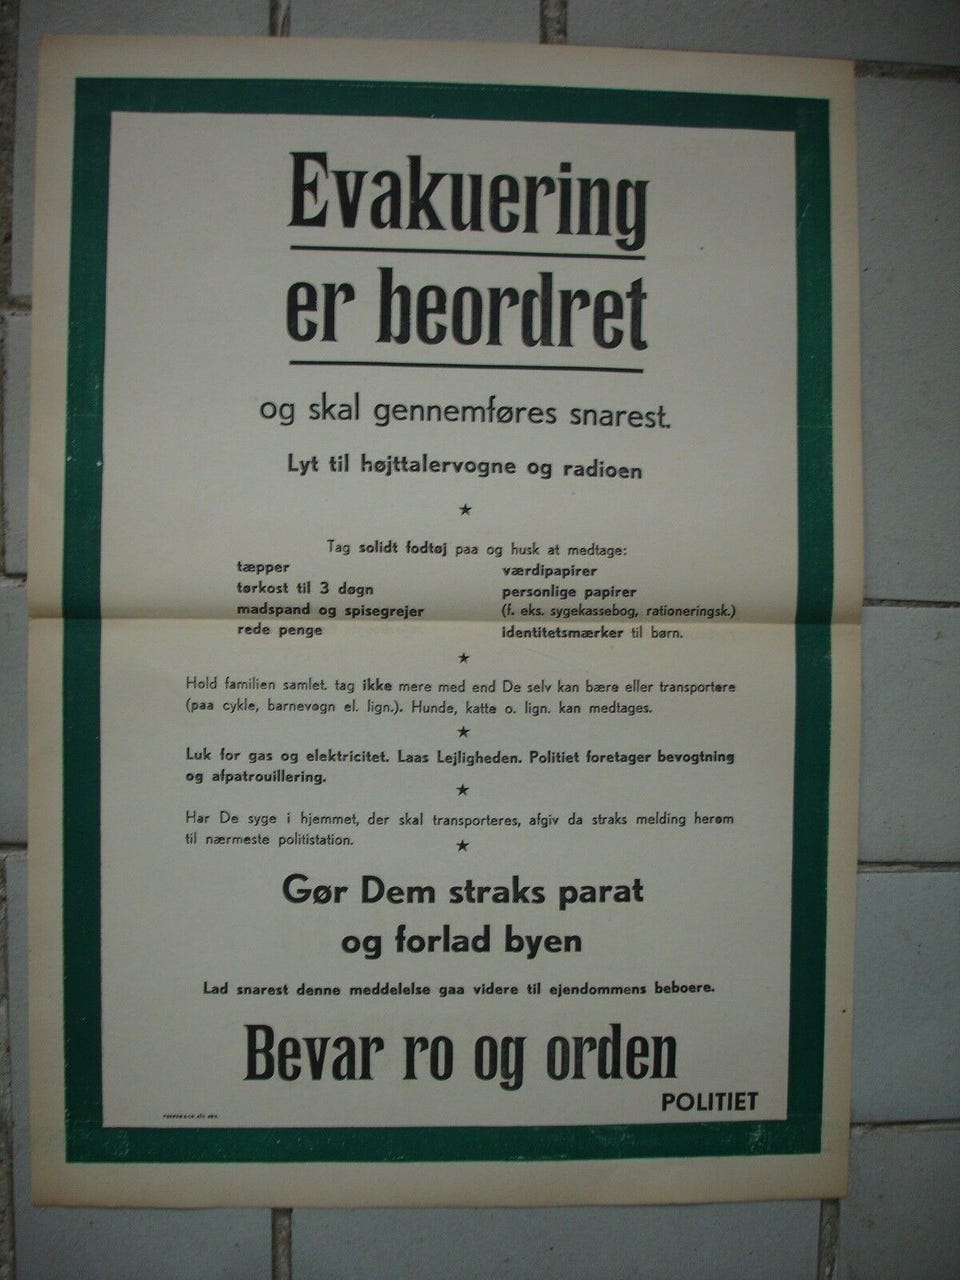 Evakuering
er beordret
og skal gennemføres snarest.
Lyt til højttalervogne og radioen
★
Tag solidt fodtøj paa og husk at medtage:
tæpper
tørkost til 3 døgn
madspand og spisegrejer
rede penge
værdipapirer
personlige papirer
(f. eks. sygekassebog, rationeringsk.)
identitetsmærker til børn.
★
Hold familien samlet. tag ikke mere med end De selv kan bære eller transportere
(paa cykle, barnevogn el. lign.). Hunde, katte o. lign. kan medtages.
★
Luk for gas og elektricitet. Laas Lejligheden. Politiet foretager bevogtning
og afpatrouillering.
★
Har De syge i hjemmet, der skal transporteres, afgiv da straks melding herom
til nærmeste politistation.
★
Gør Dem straks parat
og forlad byen
Lad snarest denne meddelelse gaa videre til ejendommens beboere.
Bevar ro og orden
POLITIET